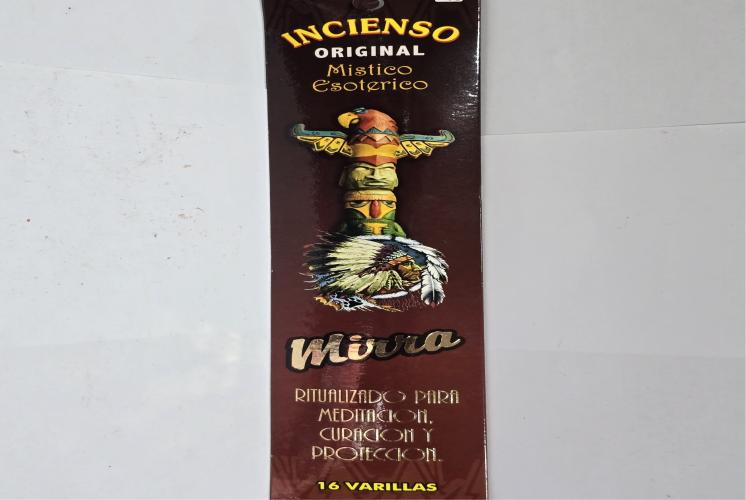 INCIENSO
ORIGINAL
Mistico
Esoterico
Mirra
RITUALIZADO PARA
MEDITACION,
CURACION Y
PROTECCION.
16 VARILLAS